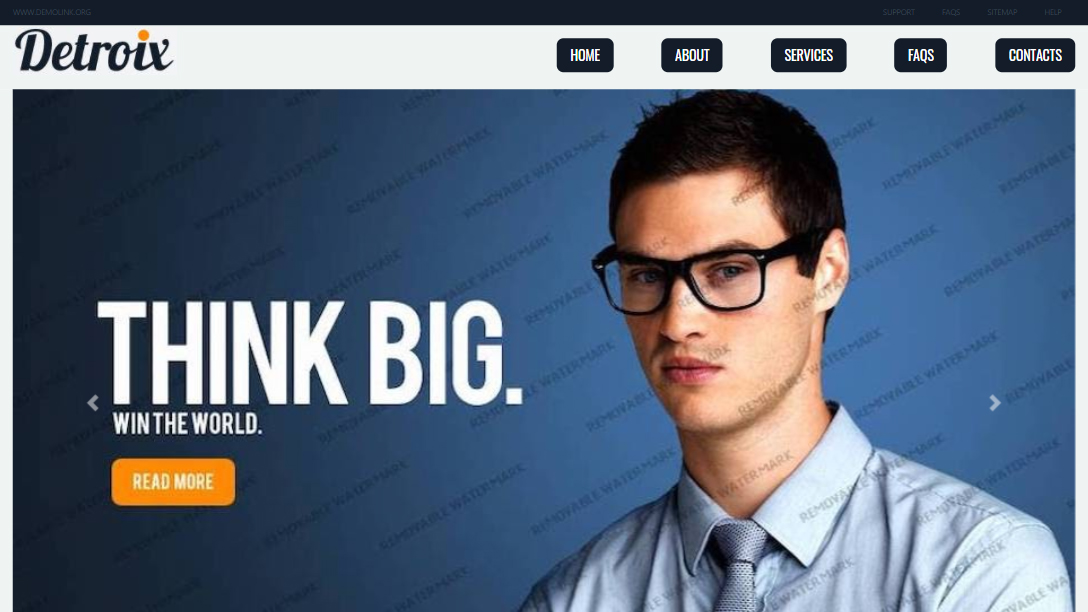 WWW.DEMOLINK.ORG
SUPPORT FAQS SITEMAP HELP
Detroix
HOME ABOUT SERVICES FAQS CONTACTS
THINK BIG.
WIN THE WORLD.
READ MORE
REMOVABLE WATERMARK